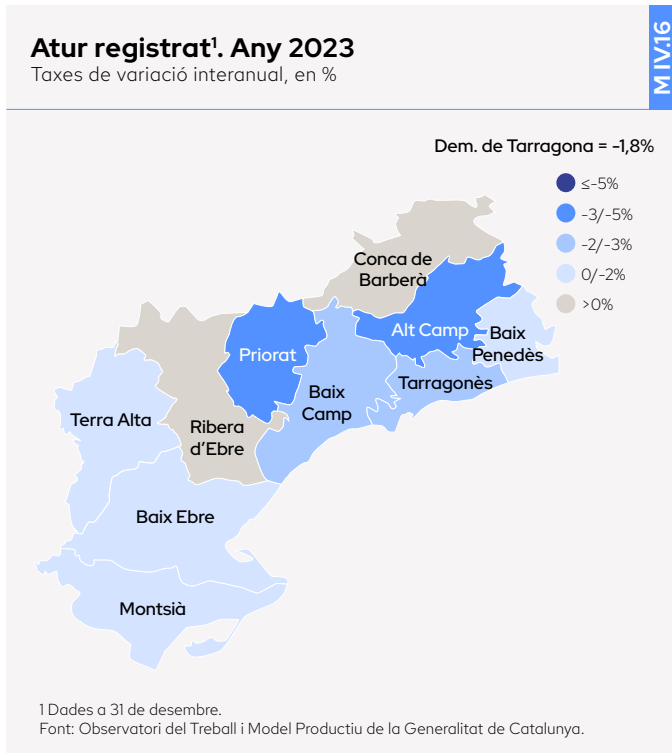 Atur registrat¹. Any 2023
Taxes de variació interanual, en %
M IV.16
Dem. de Tarragona = -1,8%
≤-5%
-3/-5%
-2/-3%
0/-2%
>0%
Conca de
Barberà
Alt Camp
Baix
Penedès
Priorat
Tarragonès
Baix
Camp
Terra Alta
Ribera
d’Ebre
Baix Ebre
Montsià
1 Dades a 31 de desembre.
Font: Observatori del Treball i Model Productiu de la Generalitat de Catalunya.